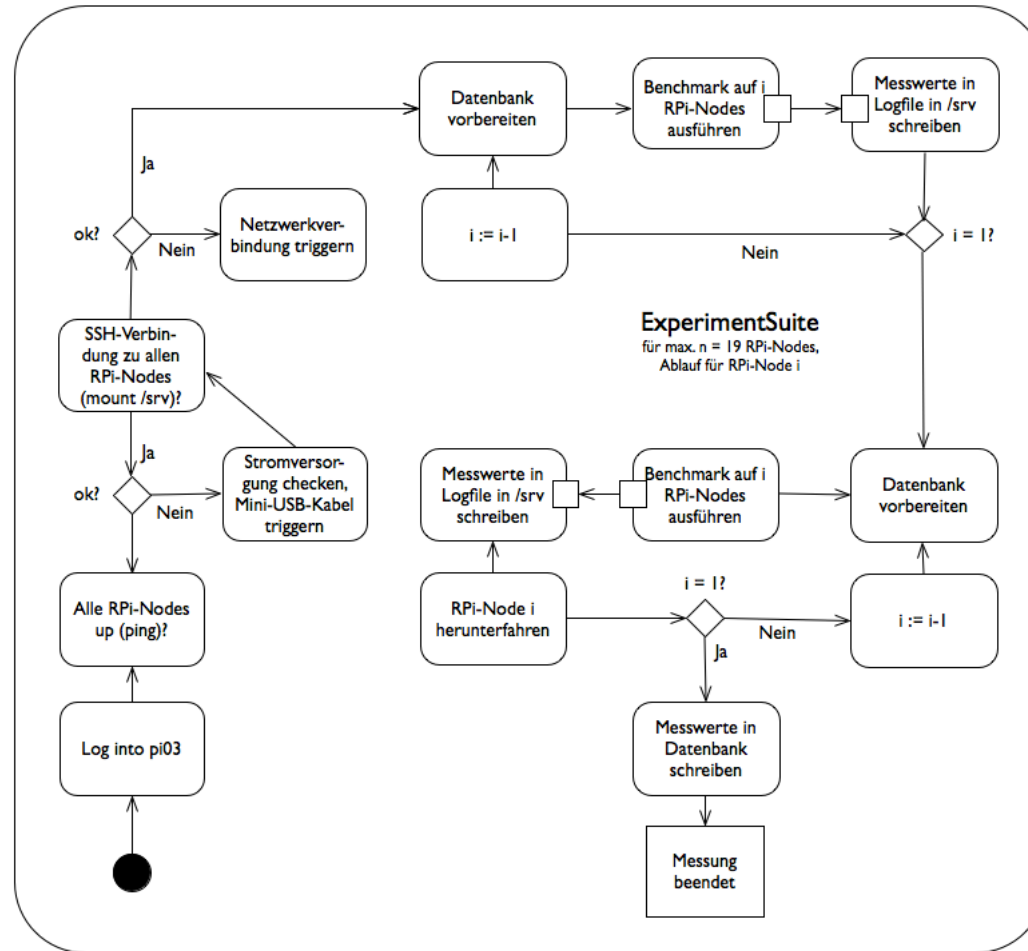 Datenbank
vorbereiten
Benchmark auf i
RPi-Nodes
ausführen
Messwerte in
Logfile in /srv
schreiben
Ja
ok?
Nein
Netzwerkver-
bindung triggern
i := i-1
Nein
i = 1?
SSH-Verbin-
dung zu allen
RPi-Nodes
(mount /srv)?
ExperimentSuite
für max. n = 19 RPi-Nodes,
Ablauf für RPi-Node i
Ja
ok?
Nein
Stromversor-
gung checken,
Mini-USB-Kabel
triggern
Messwerte in
Logfile in /srv
schreiben
Benchmark auf i
RPi-Nodes
ausführen
Datenbank
vorbereiten
Alle RPi-Nodes
up (ping)?
RPi-Node i
herunterfahren
i = 1?
Nein
Ja
i := i-1
Log into pi03
Messwerte in
Datenbank
schreiben
Messung
beendet